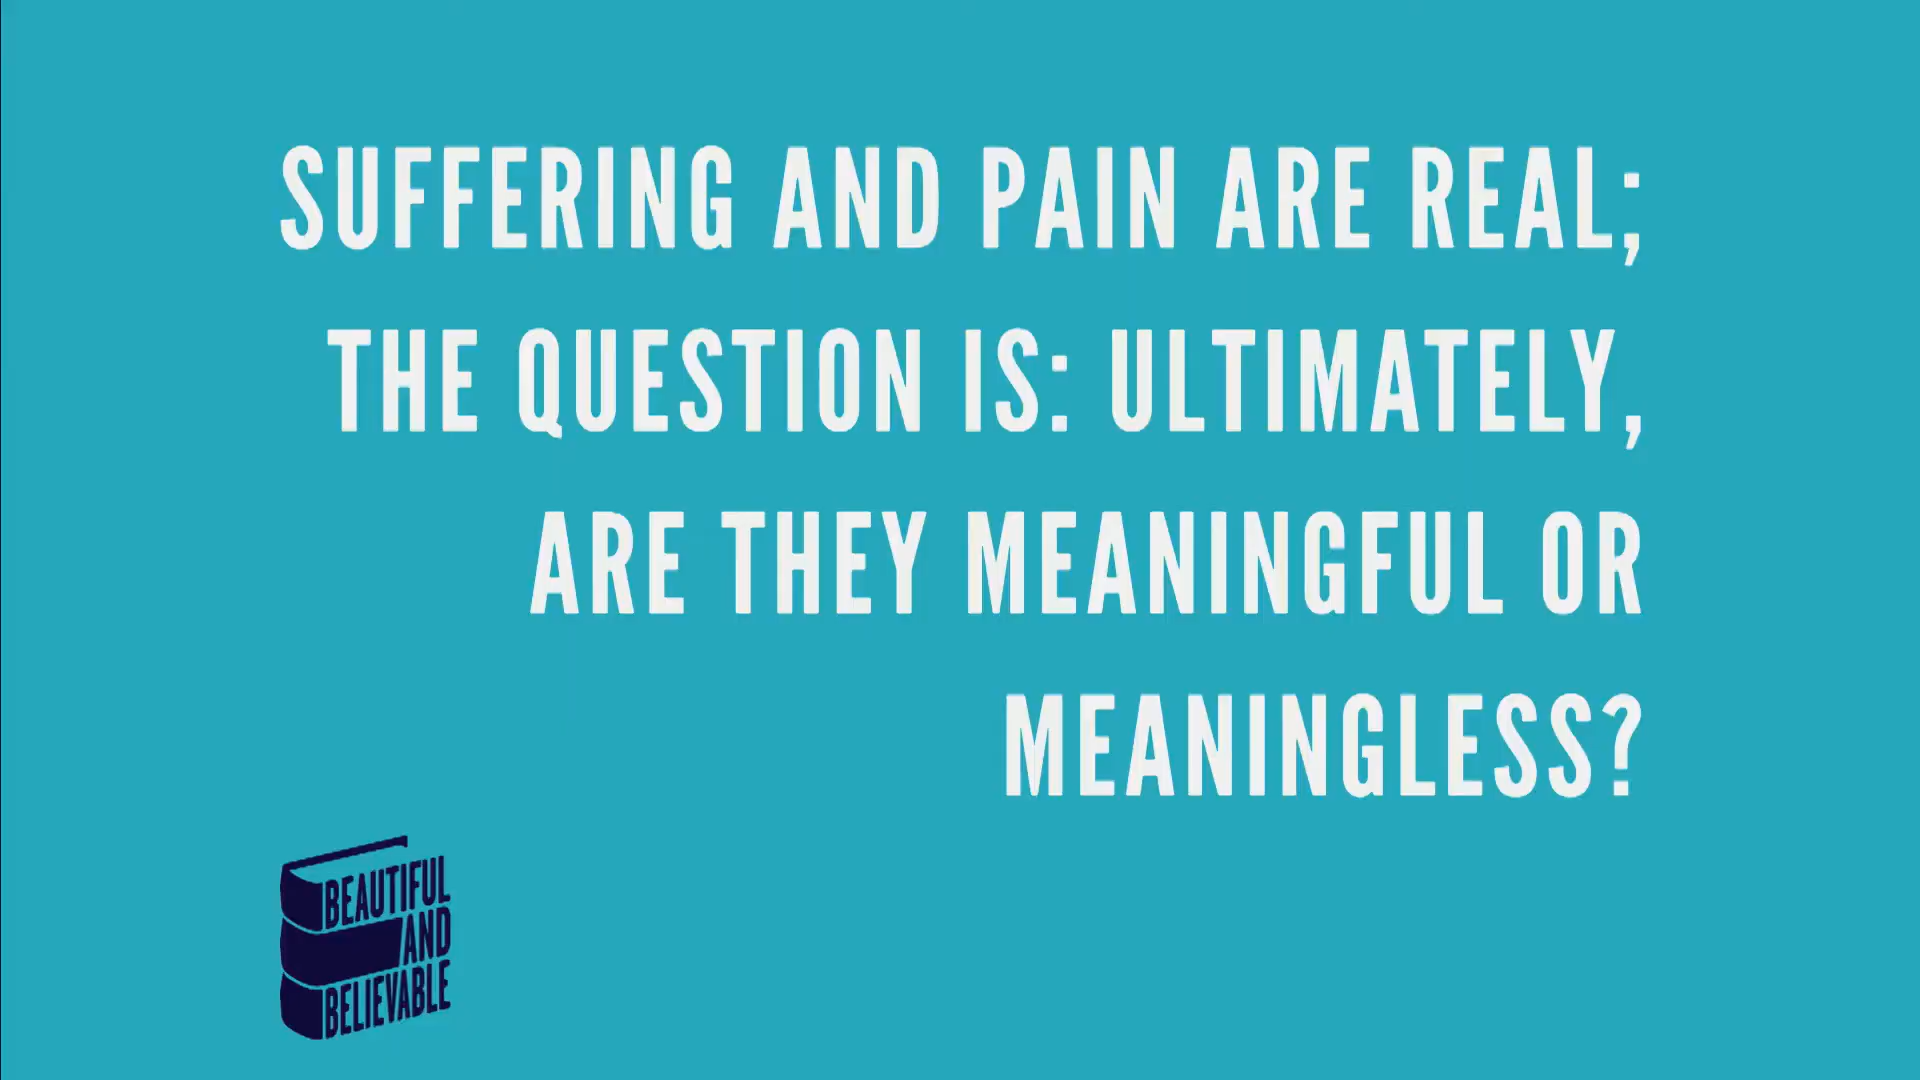 SUFFERING AND PAIN ARE REAL;
THE QUESTION IS: ULTIMATELY,
ARE THEY MEANINGFUL OR
MEANINGLESS?
BEAUTIFUL
AND
BELIEVABLE